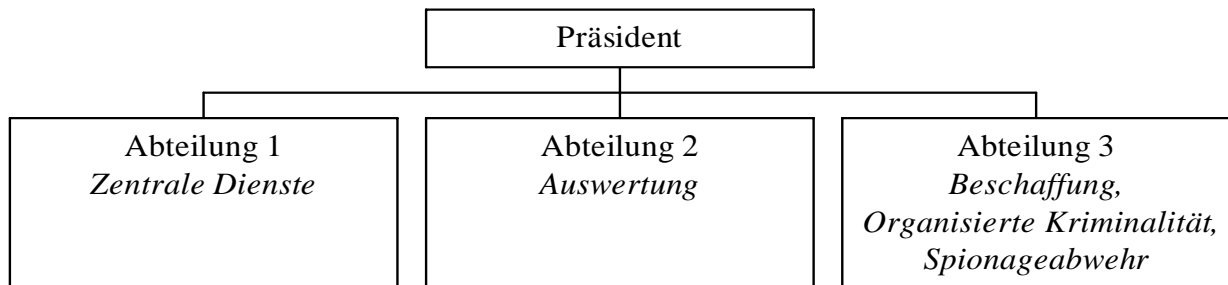 Präsident
Abteilung 1
Zentrale Dienste
Abteilung 2
Auswertung
Abteilung 3
Beschaffung,
Organisierte Kriminalität,
Spionageabwehr